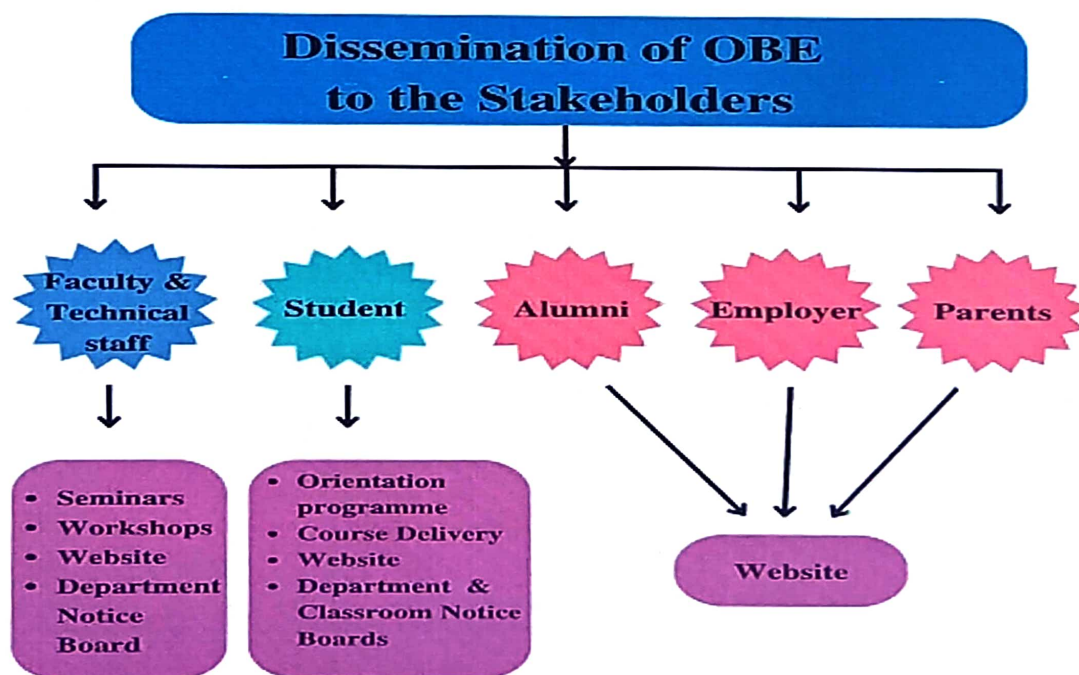 Dissemination of OBE
to the Stakeholders
Faculty &
Technical
staff
Student
Alumni
Employer
Parents
• Seminars
• Workshops
• Website
• Department
Notice
Board
• Orientation
programme
• Course Delivery
• Website
• Department &
Classroom Notice
Boards
Website